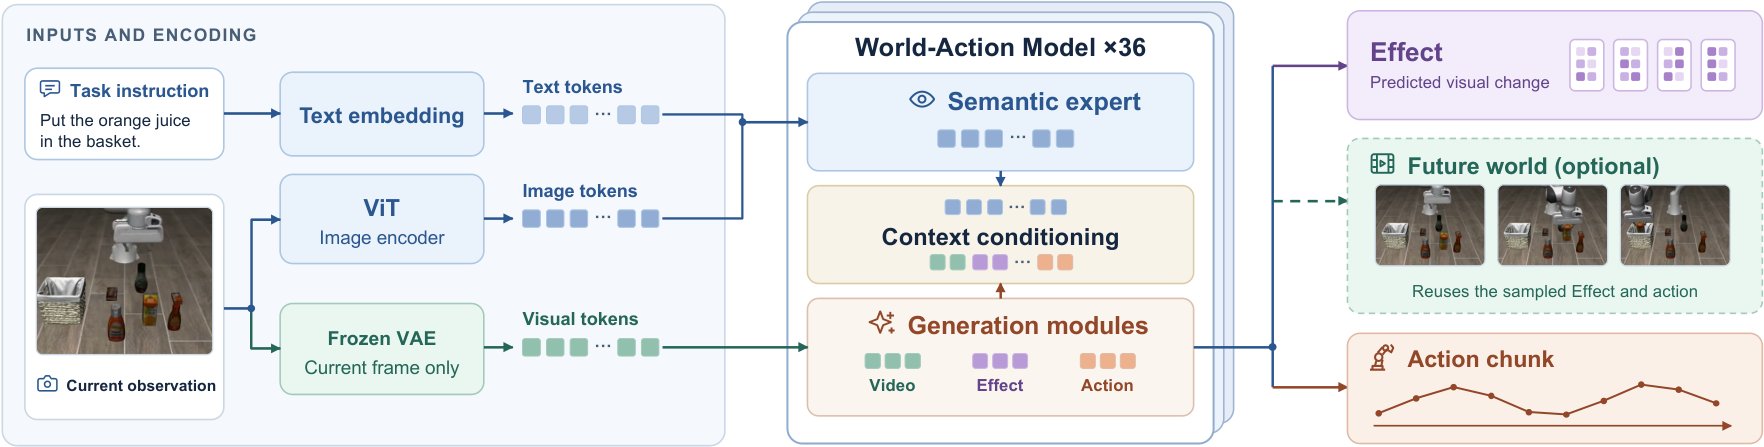 INPUTS AND ENCODING
Task instruction
Put the orange juice
in the basket.
Current observation
Text embedding
ViT
Image encoder
Frozen VAE
Current frame only
Text tokens
Image tokens
Visual tokens
World-Action Model ×36
Semantic expert
Context conditioning
Generation modules
Video
Effect
Action
Effect
Predicted visual change
Future world (optional)
Reuses the sampled Effect and action
Action chunk